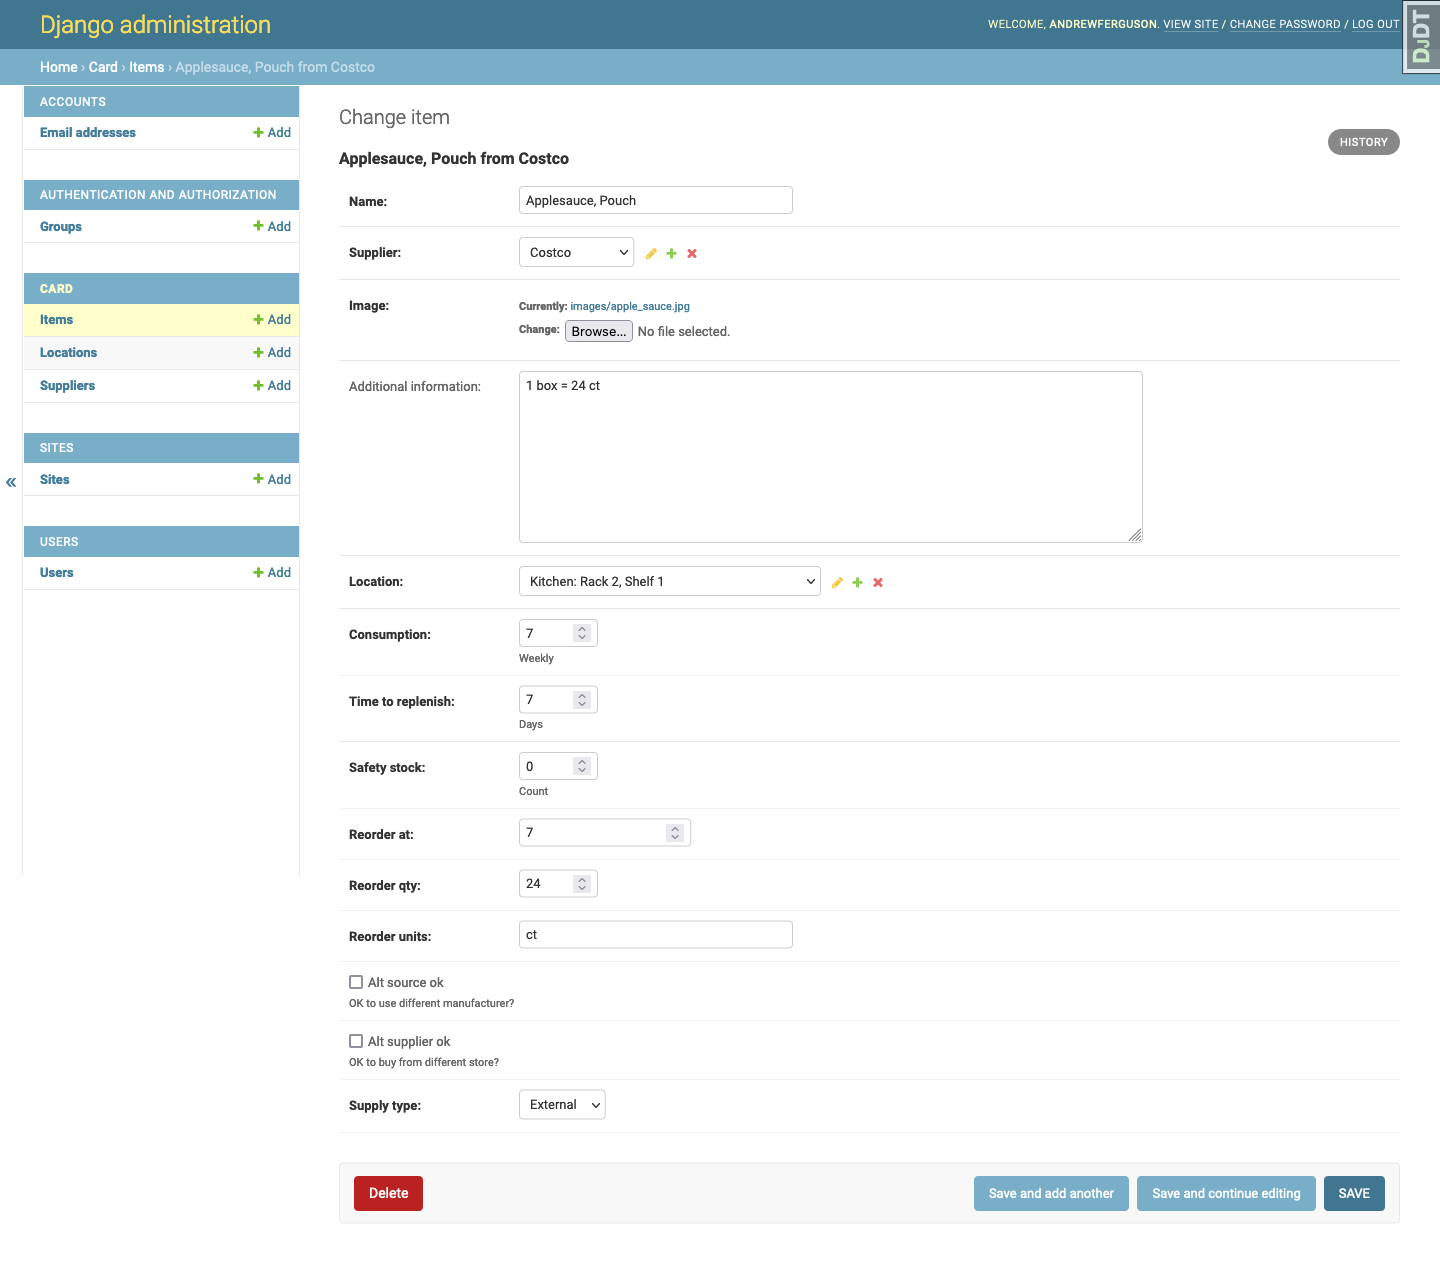 Django administration
WELCOME, ANDREWFERGUSON. VIEW SITE / CHANGE PASSWORD / LOG OUT
DJDT
Home › Card › Items › Applesauce, Pouch from Costco
ACCOUNTS
Email addresses + Add
AUTHENTICATION AND AUTHORIZATION
Groups + Add
CARD
Items + Add
Locations + Add
Suppliers + Add
SITES
Sites + Add
USERS
Users + Add
«
Change item
HISTORY
Applesauce, Pouch from Costco
Name: Applesauce, Pouch
Supplier: Costco
Image: Currently: images/apple_sauce.jpg
Change: Browse... No file selected.
Additional information: 1 box = 24 ct
Location: Kitchen: Rack 2, Shelf 1
Consumption: 7
Weekly
Time to replenish: 7
Days
Safety stock: 0
Count
Reorder at: 7
Reorder qty: 24
Reorder units: ct
Alt source ok
OK to use different manufacturer?
Alt supplier ok
OK to buy from different store?
Supply type: External
Delete Save and add another Save and continue editing SAVE